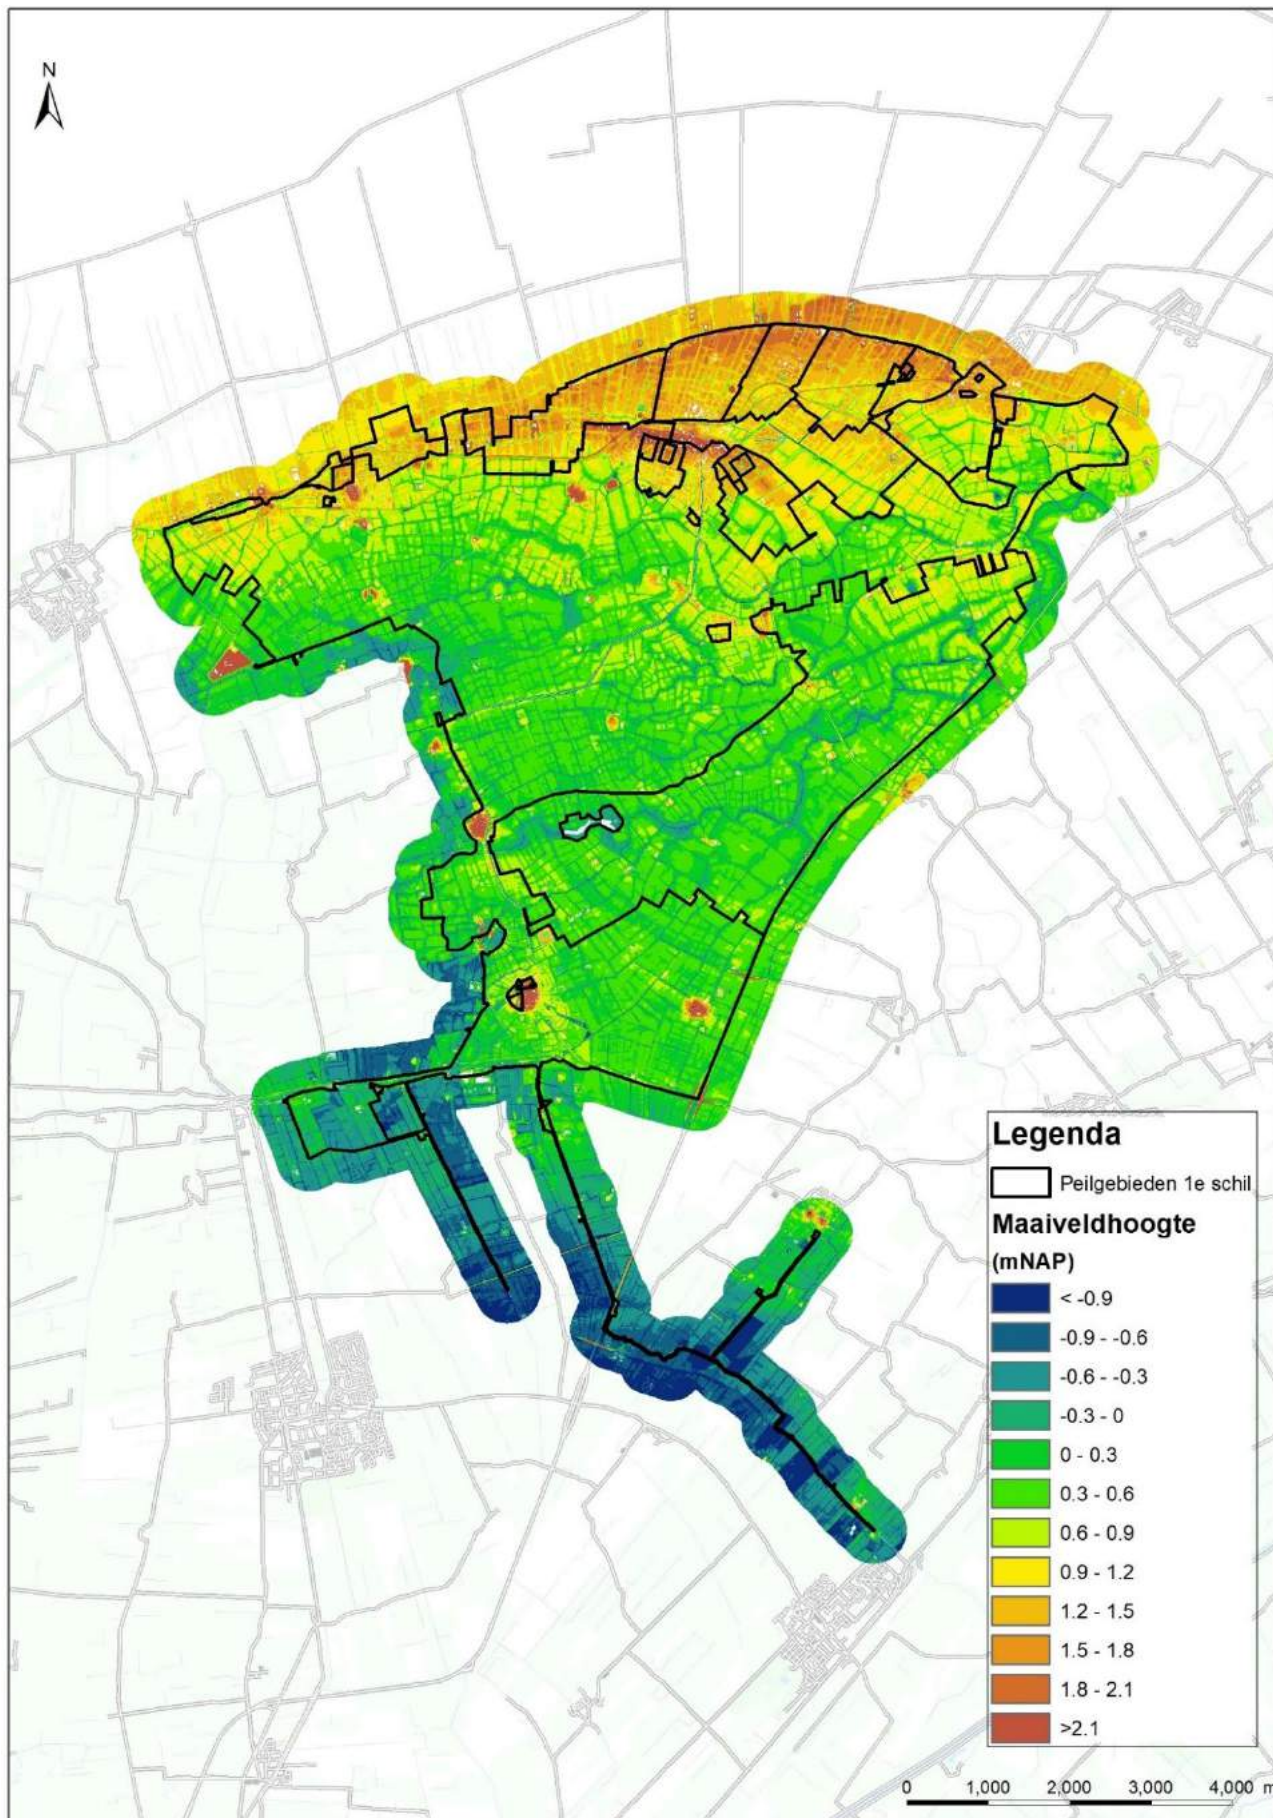 N
Legenda
Peilgebieden 1e schil
Maaiveldhoogte
(mNAP)
< -0.9
-0.9 - -0.6
-0.6 - -0.3
-0.3 - 0
0 - 0.3
0.3 - 0.6
0.6 - 0.9
0.9 - 1.2
1.2 - 1.5
1.5 - 1.8
1.8 - 2.1
>2.1
0 1,000 2,000 3,000 4,000 m